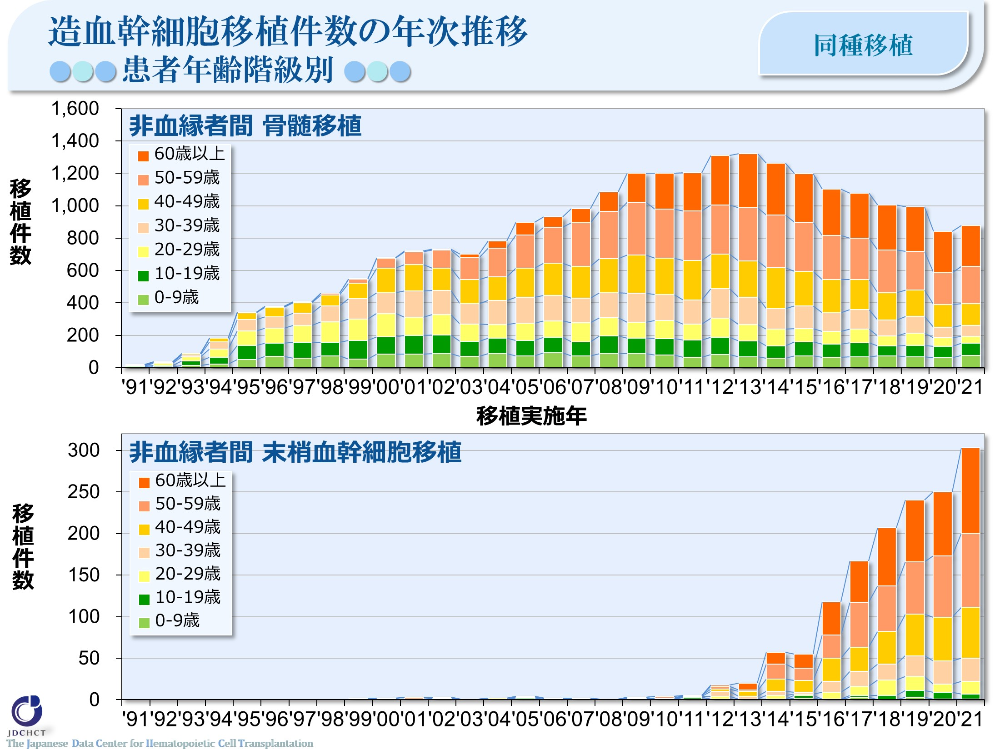 造血幹細胞移植件数の年次推移
患者年齢階級別
同種移植
非血縁者間 骨髄移植
移植件数
1,600
1,400
1,200
1,000
800
600
400
200
0
60歳以上
50-59歳
40-49歳
30-39歳
20-29歳
10-19歳
0-9歳
'91 '92 '93 '94 '95 '96 '97 '98 '99 '00 '01 '02 '03 '04 '05 '06 '07 '08 '09 '10 '11 '12 '13 '14 '15 '16 '17 '18 '19 '20 '21
移植実施年
非血縁者間 末梢血幹細胞移植
移植件数
300
250
200
150
100
50
0
60歳以上
50-59歳
40-49歳
30-39歳
20-29歳
10-19歳
0-9歳
'91 '92 '93 '94 '95 '96 '97 '98 '99 '00 '01 '02 '03 '04 '05 '06 '07 '08 '09 '10 '11 '12 '13 '14 '15 '16 '17 '18 '19 '20 '21
JDCHCT
The Japanese Data Center for Hematopoietic Cell Transplantation